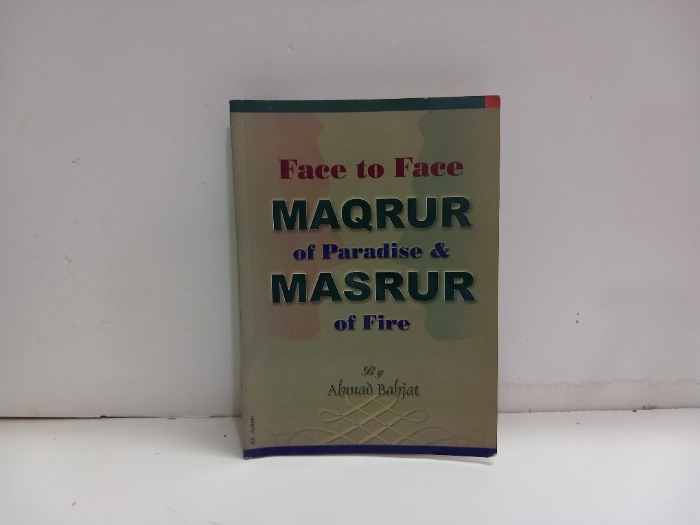 Face to Face
MAQRUR
of Paradise &
MASRUR
of Fire
By
Ahmad Bahjat